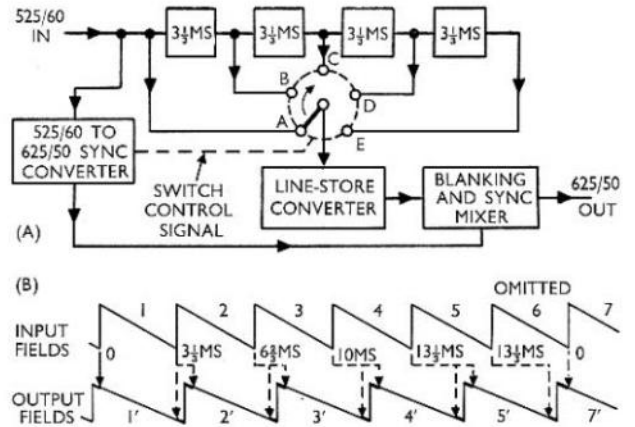 525/60
IN
3⅓MS
3⅓MS
3⅓MS
3⅓MS
A
B
C
D
E
525/60 TO
625/50 SYNC
CONVERTER
SWITCH
CONTROL
SIGNAL
LINE-STORE
CONVERTER
BLANKING
AND SYNC
MIXER
625/50
OUT
(A)
(B)
OMITTED
1 2 3 4 5 6 7
INPUT
FIELDS
0 3⅓MS 6⅔MS 10MS 13⅓MS 13⅓MS 0
OUTPUT
FIELDS
1' 2' 3' 4' 5' 7'